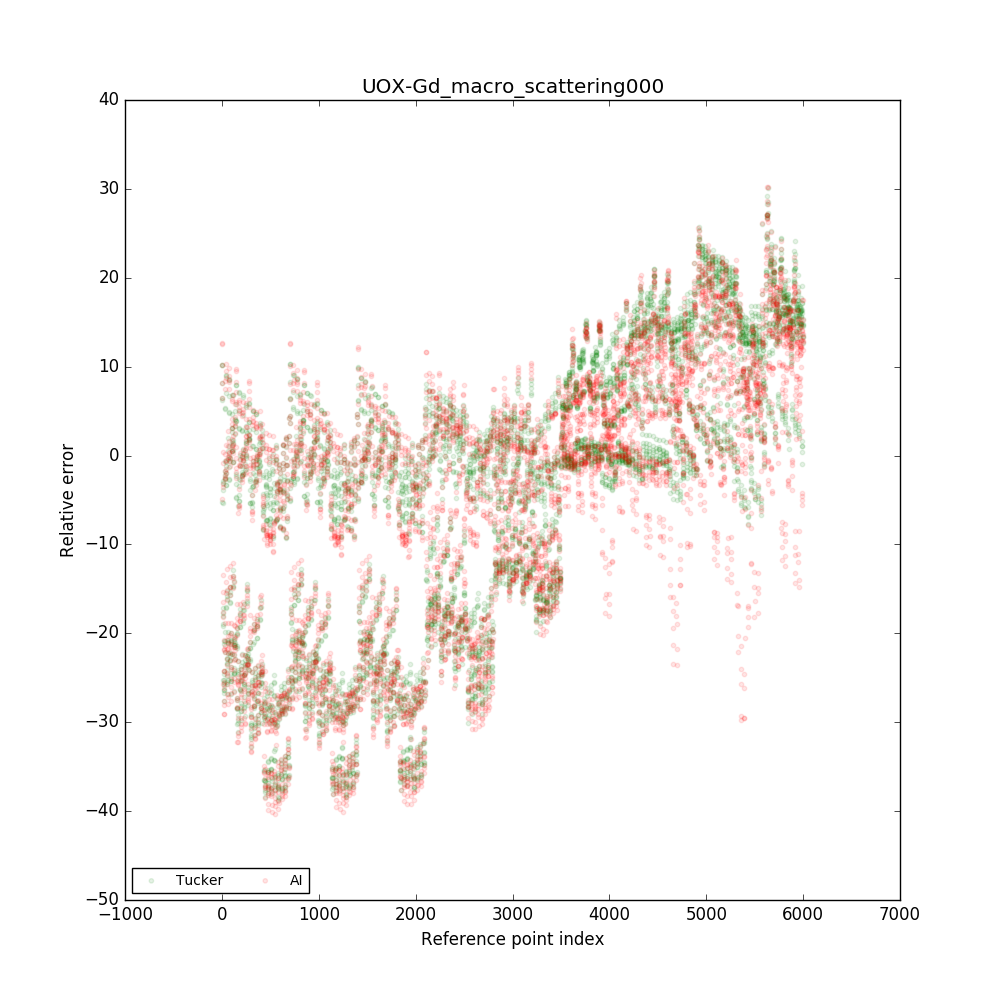 UOX-Gd_macro_scattering000
40
30
20
10
0
−10
−20
−30
−40
−50
Relative error
Tucker AI
−1000 0 1000 2000 3000 4000 5000 6000 7000
Reference point index